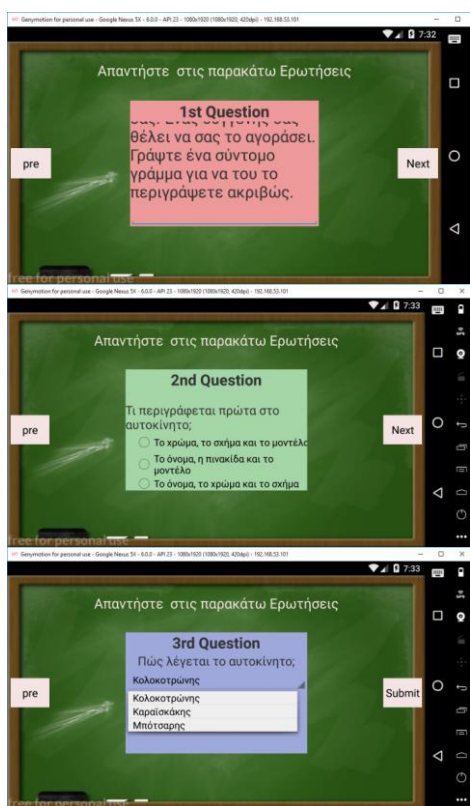 Genymotion for personal use - Google Nexus 5X - 6.0.0 - API 23 - 1080x1920 (1080x1920, 420dpi) - 192.168.53.101
7:32
Απαντήστε στις παρακάτω Ερωτήσεις
1st Question
σας. Ένας συγγενής σας
θέλει να σας το αγοράσει.
Γράψτε ένα σύντομο
γράμμα για να του το
περιγράψετε ακριβώς.
pre
Next
free for personal use
Genymotion for personal use - Google Nexus 5X - 6.0.0 - API 23 - 1080x1920 (1080x1920, 420dpi) - 192.168.53.101
7:33
Απαντήστε στις παρακάτω Ερωτήσεις
2nd Question
Τι περιγράφεται πρώτα στο
αυτοκίνητο;
Το χρώμα, το σχήμα και το μοντέλο
Το όνομα, η πινακίδα και το
μοντέλο
Το όνομα, το χρώμα και το σχήμα
pre
Next
free for personal use
Genymotion for personal use - Google Nexus 5X - 6.0.0 - API 23 - 1080x1920 (1080x1920, 420dpi) - 192.168.53.101
7:33
Απαντήστε στις παρακάτω Ερωτήσεις
3rd Question
Πώς λέγεται το αυτοκίνητο;
Κολοκοτρώνης
Κολοκοτρώνης
Καραϊσκάκης
Μπότσαρης
pre
Submit
free for personal use